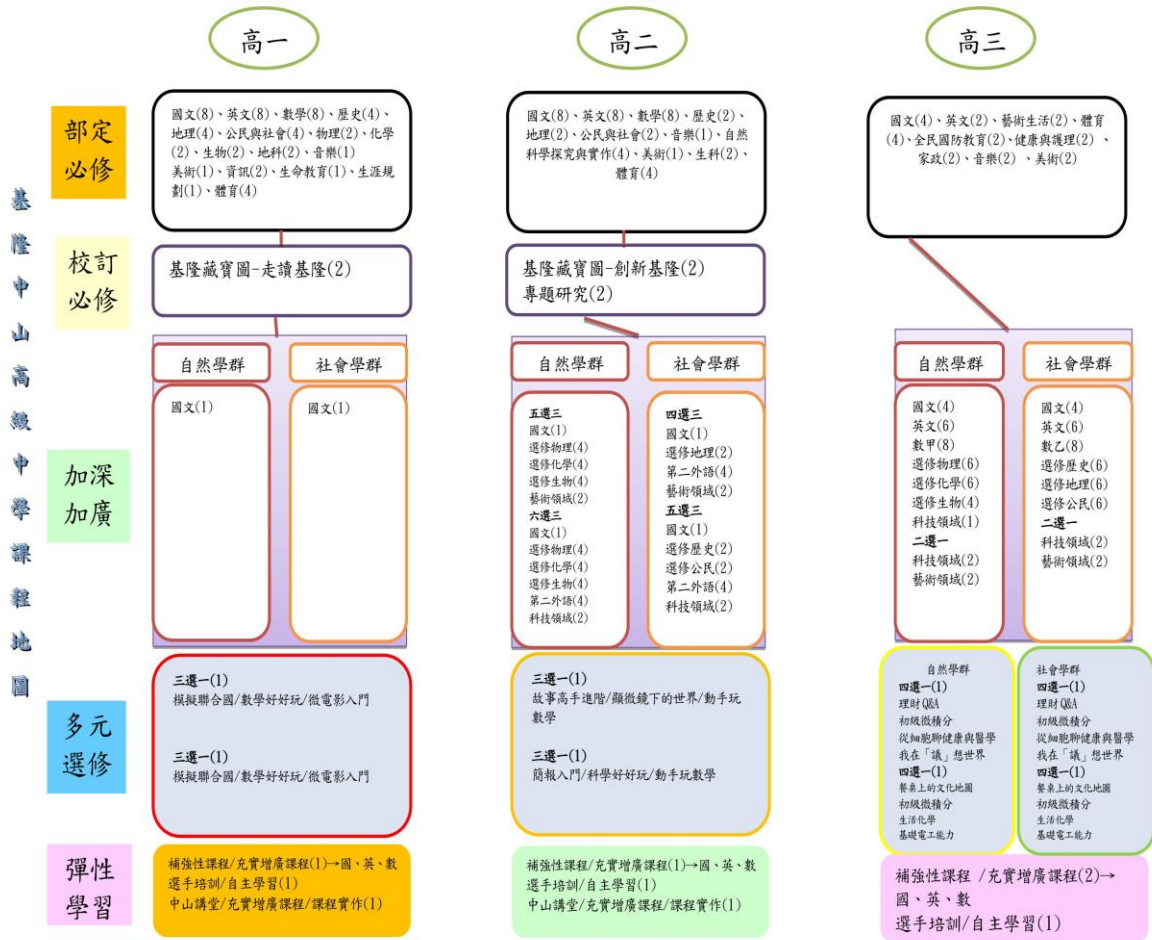 基隆中山高級中學課程地圖
高一
高二
高三
部定
必修
國文(8)、英文(8)、數學(8)、歷史(4)、
地理(4)、公民與社會(4)、物理(2)、化學
(2)、生物(2)、地科(2)、音樂(1)
美術(1)、資訊(2)、生命教育(1)、生涯規
劃(1)、體育(4)
國文(8)、英文(8)、數學(8)、歷史(2)、
地理(2)、公民與社會(2)、音樂(1)、自然
科學探究與實作(4)、美術(1)、生科(2)、
體育(4)
國文(4)、英文(2)、藝術生活(2)、體育
(4)、全民國防教育(2)、健康與護理(2)、
家政(2)、音樂(2)、美術(2)
校訂
必修
基隆藏寶圖-走讀基隆(2)
基隆藏寶圖-創新基隆(2)
專題研究(2)
加深
加廣
自然學群
國文(1)
社會學群
國文(1)
自然學群
五選三
國文(1)
選修物理(4)
選修化學(4)
選修生物(4)
藝術領域(2)
六選三
國文(1)
選修物理(4)
選修化學(4)
選修生物(4)
第二外語(4)
科技領域(2)
社會學群
四選三
國文(1)
選修地理(2)
第二外語(4)
藝術領域(2)
五選三
國文(1)
選修歷史(2)
選修公民(2)
第二外語(4)
科技領域(2)
自然學群
國文(4)
英文(6)
數甲(8)
選修物理(6)
選修化學(6)
選修生物(4)
科技領域(1)
二選一
科技領域(2)
藝術領域(2)
社會學群
國文(4)
英文(6)
數乙(8)
選修歷史(6)
選修地理(6)
選修公民(6)
二選一
科技領域(2)
藝術領域(2)
多元
選修
三選一(1)
模擬聯合國/數學好好玩/微電影入門
三選一(1)
模擬聯合國/數學好好玩/微電影入門
三選一(1)
故事高手進階/顯微鏡下的世界/動手玩
數學
三選一(1)
簡報入門/科學好好玩/動手玩數學
自然學群
四選一(1)
理財 Q&A
初級微積分
從細胞聊健康與醫學
我在「議」想世界
四選一(1)
餐桌上的文化地圖
初級微積分
生活化學
基礎電工能力
社會學群
四選一(1)
理財 Q&A
初級微積分
從細胞聊健康與醫學
我在「議」想世界
四選一(1)
餐桌上的文化地圖
初級微積分
生活化學
基礎電工能力
彈性
學習
補強性課程/充實增廣課程(1)→國、英、數
選手培訓/自主學習(1)
中山講堂/充實增廣課程/課程實作(1)
補強性課程/充實增廣課程(1)→國、英、數
選手培訓/自主學習(1)
中山講堂/充實增廣課程/課程實作(1)
補強性課程 /充實增廣課程(2)→
國、英、數
選手培訓/自主學習(1)